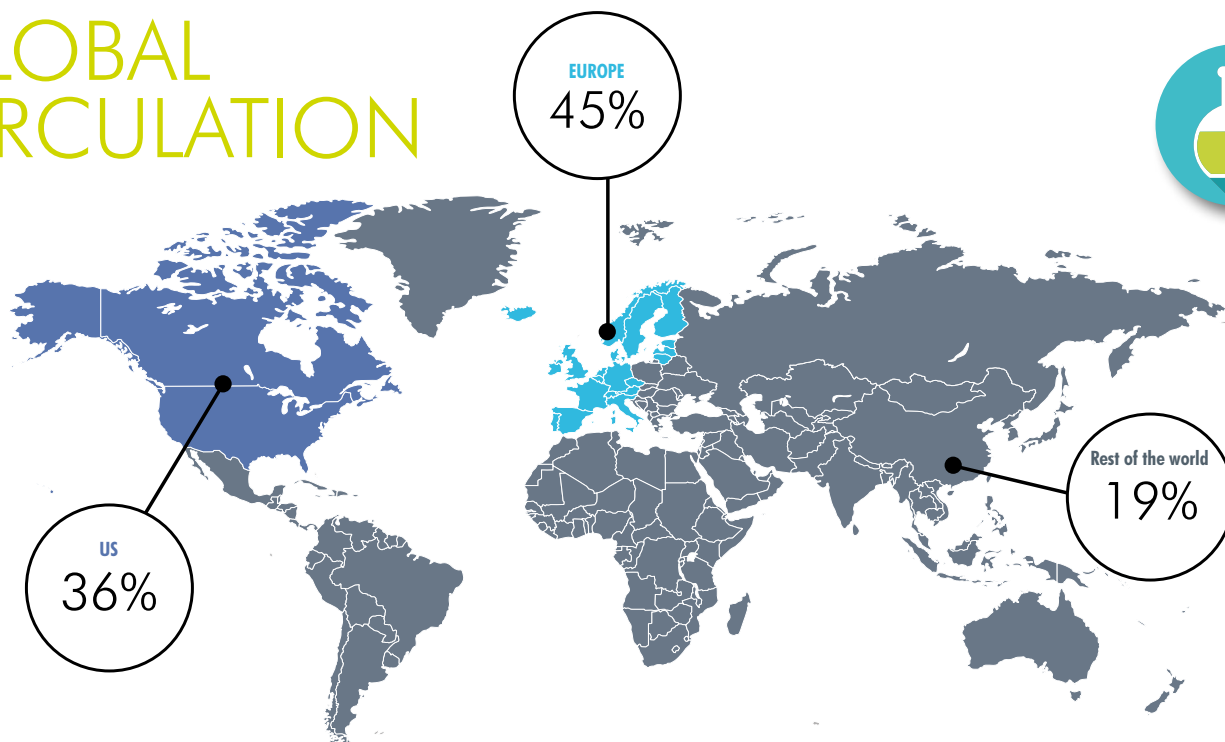 LOBAL
RCULATION
EUROPE
45%
Rest of the world
19%
US
36%